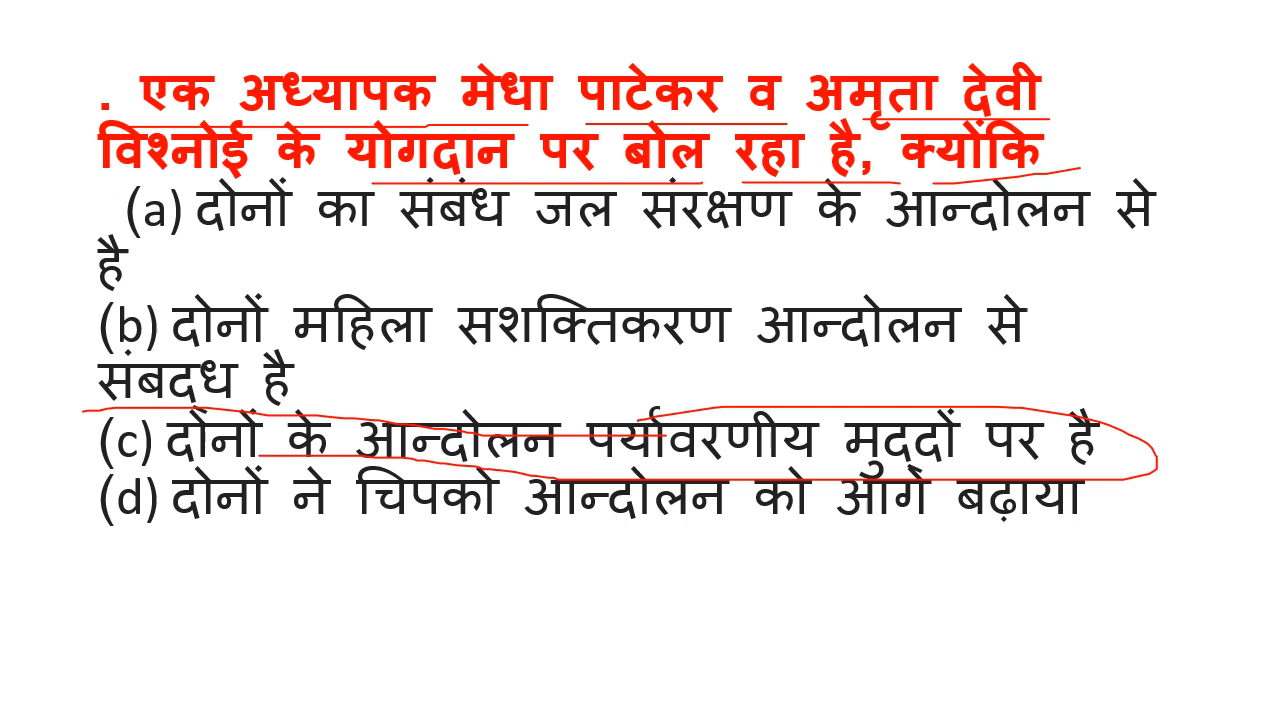 . एक अध्यापक मेधा पाटेकर व अमृता देवी
विश्नोई के योगदान पर बोल रहा है, क्योंकि
(a) दोनों का संबंध जल संरक्षण के आन्दोलन से
है
(b) दोनों महिला सशक्तिकरण आन्दोलन से
संबद्ध है
(c) दोनों के आन्दोलन पर्यावरणीय मुद्दों पर है
(d) दोनों ने चिपको आन्दोलन को आगे बढ़ाया